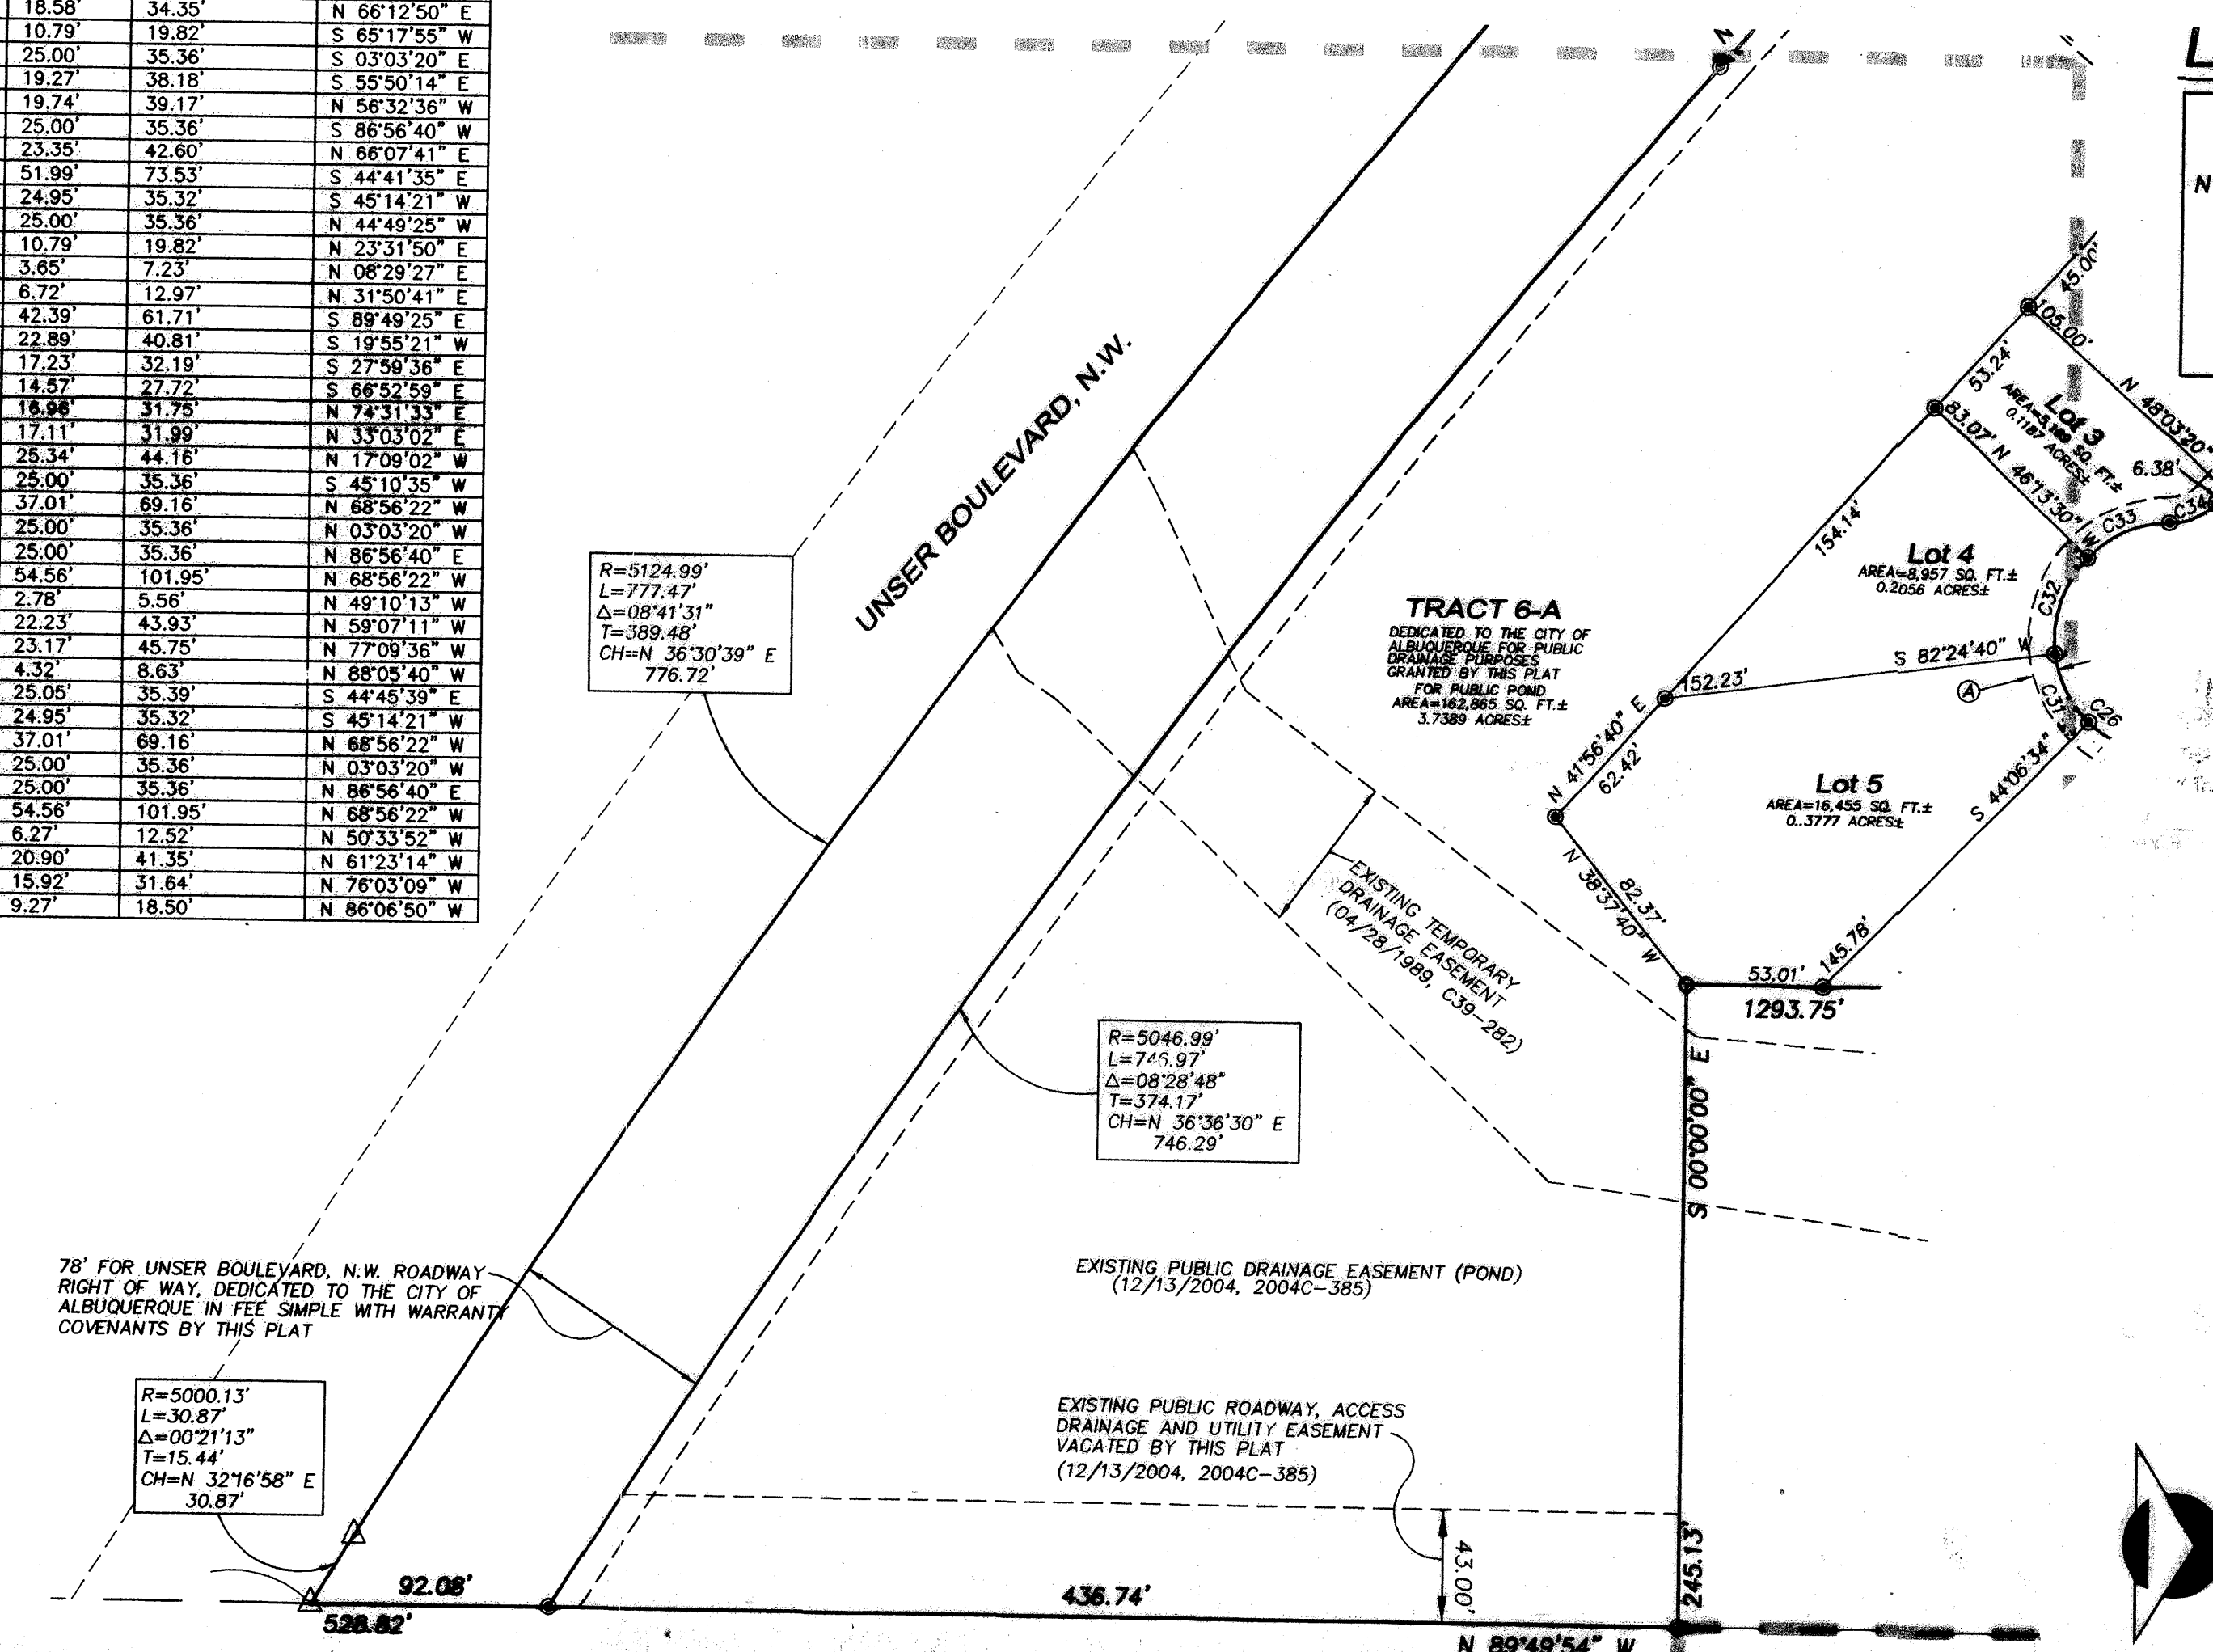 18.58' 34.35' N 66°12'50" E
10.79' 19.82' S 65°17'55" W
25.00' 35.36' S 03°03'20" E
19.27' 38.18' S 55°50'14" E
19.74' 39.17' N 56°32'36" W
25.00' 35.36' S 86°56'40" W
23.35' 42.60' N 66°07'41" E
51.99' 73.53' S 44°41'35" E
24.95' 35.32' S 45°14'21" W
25.00' 35.36' N 44°49'25" W
10.79' 19.82' N 23°31'50" E
3.65' 7.23' N 08°29'27" E
6.72' 12.97' N 31°50'41" E
42.39' 61.71' S 89°49'25" E
22.89' 40.81' S 19°55'21" W
17.23' 32.19' S 27°59'36" E
14.57' 27.72' S 66°52'59" E
16.96' 31.75' N 74°31'33" E
17.11' 31.99' N 33°03'02" E
25.34' 44.16' N 17°09'02" W
25.00' 35.36' S 45°10'35" W
37.01' 69.16' N 68°56'22" W
25.00' 35.36' N 03°03'20" W
25.00' 35.36' N 86°56'40" E
54.56' 101.95' N 68°56'22" W
2.78' 5.56' N 49°10'13" W
22.23' 43.93' N 59°07'11" W
23.17' 45.75' N 77°09'36" W
4.32' 8.63' N 88°05'40" W
25.05' 35.39' S 44°45'39" E
24.95' 35.32' S 45°14'21" W
37.01' 69.16' N 68°56'22" W
25.00' 35.36' N 03°03'20" W
25.00' 35.36' N 86°56'40" E
54.56' 101.95' N 68°56'22" W
6.27' 12.52' N 50°33'52" W
20.90' 41.35' N 61°23'14" W
15.92' 31.64' N 76°03'09" W
9.27' 18.50' N 86°06'50" W
UNSER BOULEVARD, N.W.
R=5124.99'
L=777.47'
Δ=08°41'31"
T=389.48'
CH=N 36°30'39" E
776.72'
TRACT 6-A
DEDICATED TO THE CITY OF
ALBUQUERQUE FOR PUBLIC
DRAINAGE PURPOSES
GRANTED BY THIS PLAT
FOR PUBLIC POND
AREA=162,865 SQ. FT.±
3.7389 ACRES±
45.00'
105.00'
N 48°03'20"
53.24'
Lot 3
0.1187 ACRES±
6.38'
83.07' N 46°13'30" W
C33
C34
154.14'
Lot 4
AREA=8,957 SQ. FT.±
0.2056 ACRES±
C32
S 82°24'40" W
152.23'
A
C31
C26
N 41°56'40" E
62.42'
Lot 5
AREA=16,455 SQ. FT.±
0..3777 ACRES±
S 44°06'34" W
145.78'
N 38°37'40" W
82.37'
53.01'
1293.75'
EXISTING TEMPORARY
DRAINAGE EASEMENT
(04/28/1989, C39-282)
R=5046.99'
L=746.97'
Δ=08°28'48"
T=374.17'
CH=N 36°36'30" E
746.29'
S 00°00'00" E
245.13'
78' FOR UNSER BOULEVARD, N.W. ROADWAY
RIGHT OF WAY, DEDICATED TO THE CITY OF
ALBUQUERQUE IN FEE SIMPLE WITH WARRANTY
COVENANTS BY THIS PLAT
EXISTING PUBLIC DRAINAGE EASEMENT (POND)
(12/13/2004, 2004C-385)
R=5000.13'
L=30.87'
Δ=00°21'13"
T=15.44'
CH=N 32°16'58" E
30.87'
EXISTING PUBLIC ROADWAY, ACCESS
DRAINAGE AND UTILITY EASEMENT
VACATED BY THIS PLAT
(12/13/2004, 2004C-385)
43.00'
92.08'
528.82'
436.74'
N 89°49'54" W